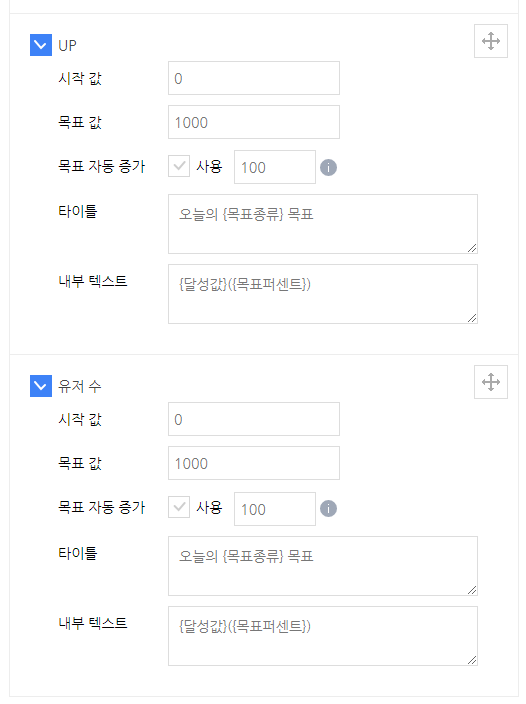 UP
시작 값
0
목표 값
1000
목표 자동 증가 사용 100
타이틀
오늘의 {목표종류} 목표
내부 텍스트
{달성값}({목표퍼센트})
유저 수
시작 값
0
목표 값
1000
목표 자동 증가 사용 100
타이틀
오늘의 {목표종류} 목표
내부 텍스트
{달성값}({목표퍼센트})